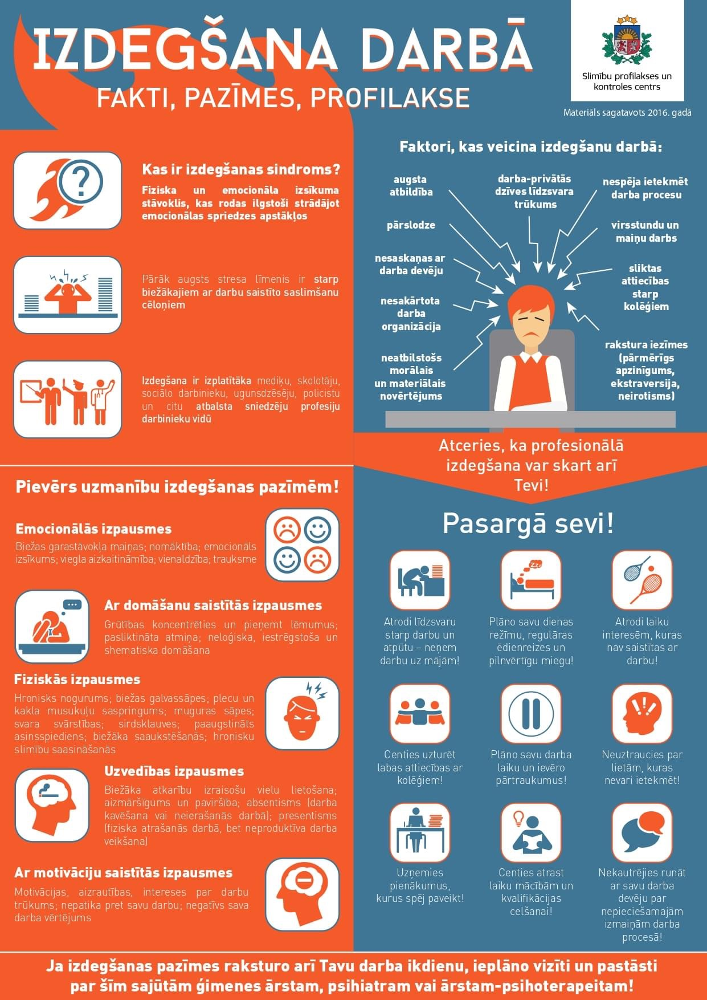 IZDEGŠANA DARBĀ
FAKTI, PAZĪMES, PROFILAKSE
Slimību profilakses un
kontroles centrs
Materiāls sagatavots 2016. gadā
Kas ir izdegšanas sindroms?
Fiziska un emocionāla izsīkuma
stāvoklis, kas rodas ilgstoši strādājot
emocionālas spriedzes apstākļos
Pārāk augsts stresa līmenis ir starp
biežākajiem ar darbu saistīto saslimšanu
cēloņiem
Izdegšana ir izplatītāka mediķu, skolotāju,
sociālo darbinieku, ugunsdzēsēju, policistu
un citu atbalsta sniedzēju profesiju
darbinieku vidū
Faktori, kas veicina izdegšanu darbā:
augsta
atbildība
darba-privātās
dzīves līdzsvara
trūkums
nespēja ietekmēt
darba procesu
pārslodze
virsstundu un
maiņu darbs
nesaskaņas ar
darba devēju
sliktas
attiecības
starp
kolēģiem
nesakārtota
darba
organizācija
rakstura iezīmes
(pārmērīgs
apzinīgums,
ekstraversija,
neirotisms)
neatbilstošs
morālais
un materiālais
novērtējums
Atceries, ka profesionālā
izdegšana var skart arī
Tevi!
Pievērs uzmanību izdegšanas pazīmēm!
Emocionālās izpausmes
Biežas garastāvokļa maiņas; nomāktība; emocionāls
izsīkums; viegla aizkaitināmība; vienaldzība; trauksme
Ar domāšanu saistītās izpausmes
Grūtības koncentrēties un pieņemt lēmumus;
pasliktināta atmiņa; neloģiska, iestrēgstoša un
shematiska domāšana
Fiziskās izpausmes
Hronisks nogurums; biežas galvassāpes; plecu un
kakla musukuļu saspringums; muguras sāpes;
svara svārstības; sirdsklauves; paaugstināts
asinsspiediens; biežāka saaukstēšanās; hronisku
slimību saasināšanās
Uzvedības izpausmes
Biežāka atkarību izraisošu vielu lietošana;
aizmāršīgums un paviršība; absentisms (darba
kavēšana vai neierašanās darbā); presentisms
(fiziska atrašanās darbā, bet neproduktīva darba
veikšana)
Ar motivāciju saistītās izpausmes
Motivācijas, aizrautības, intereses par darbu
trūkums; nepatika pret savu darbu; negatīvs sava
darba vērtējums
Pasargā sevi!
ZZz
Atrodi līdzsvaru
starp darbu un
atpūtu – neņem
darbu uz mājām!
Plāno savu dienas
režīmu, regulāras
ēdienreizes un
pilnvērtīgu miegu!
Atrodi laiku
interesēm, kuras
nav saistītas ar
darbu!
Centies uzturēt
labas attiecības ar
kolēģiem!
Plāno savu darba
laiku un ievēro
pārtraukumus!
Neuztraucies par
lietām, kuras
nevari ietekmēt!
Uzņemies
pienākumus,
kurus spēj paveikt!
Centies atrast
laiku mācībām un
kvalifikācijas
celšanai!
Nekautrējies runāt
ar savu darba
devēju par
nepieciešamajām
izmaiņām darba
procesā!
Ja izdegšanas pazīmes raksturo arī Tavu darba ikdienu, ieplāno vizīti un pastāsti
par šīm sajūtām ģimenes ārstam, psihiatram vai ārstam-psihoterapeitam!